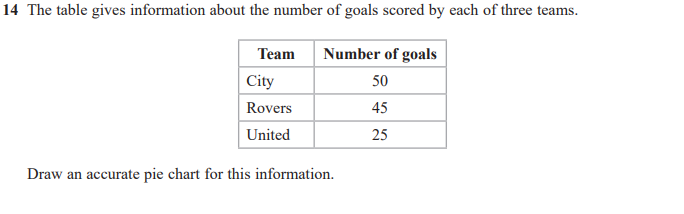 14 The table gives information about the number of goals scored by each of three teams.
Team Number of goals
City 50
Rovers 45
United 25
Draw an accurate pie chart for this information.